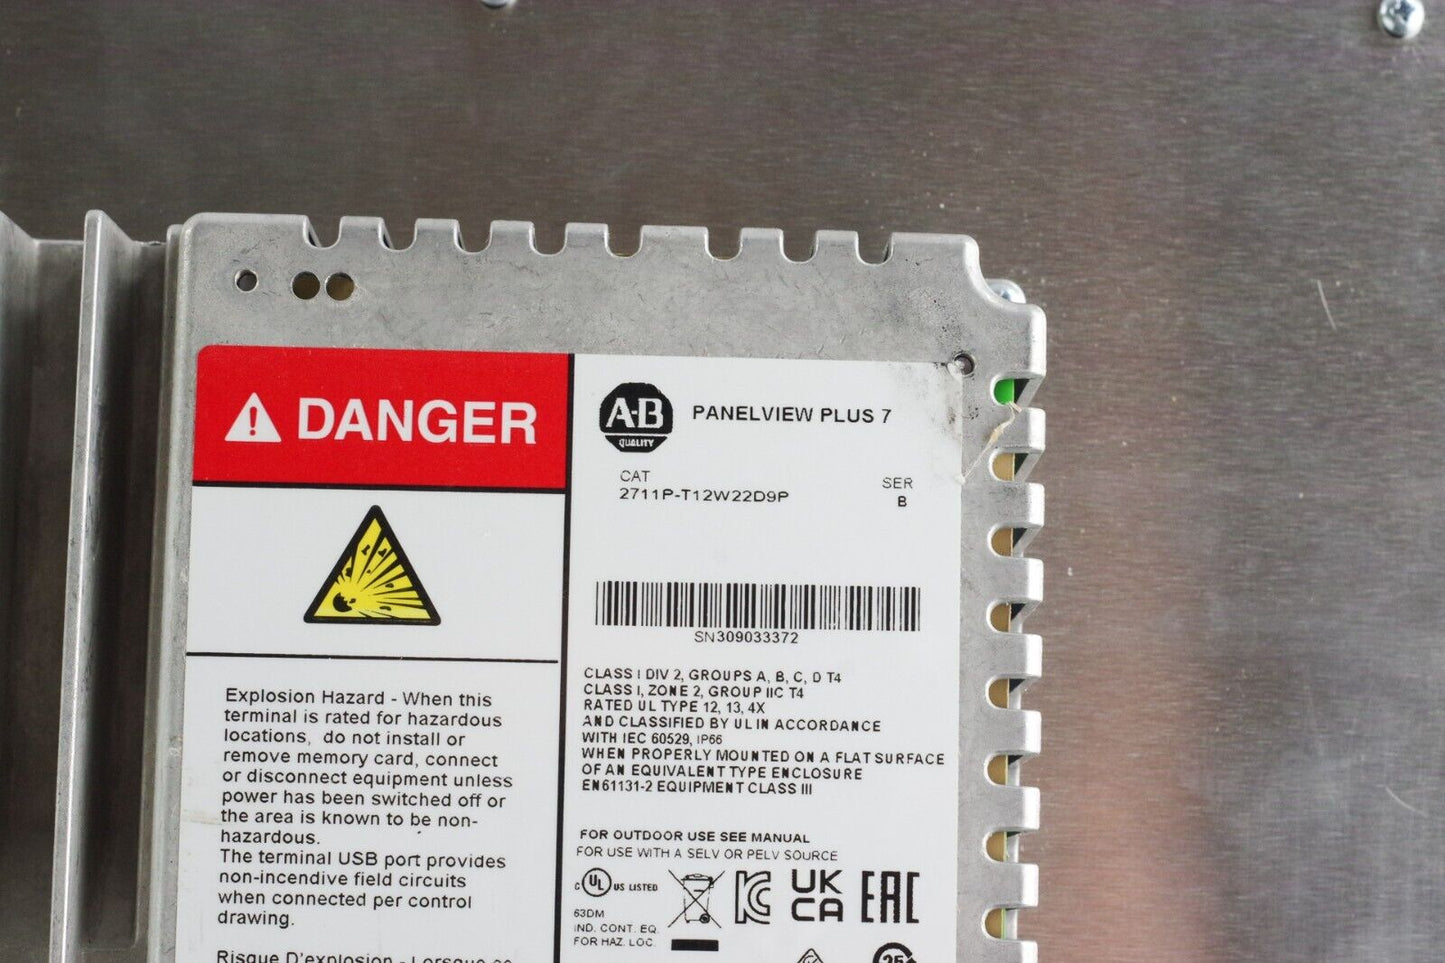 DANGER
A-B
QUALITY
PANELVIEW PLUS 7
CAT
2711P-T12W22D9P
SER
B
SN309033372
CLASS I DIV 2, GROUPS A, B, C, D T4
CLASS I, ZONE 2, GROUP IIC T4
RATED UL TYPE 12, 13, 4X
AND CLASSIFIED BY UL IN ACCORDANCE
WITH IEC 60529, IP66
WHEN PROPERLY MOUNTED ON A FLAT SURFACE
OF AN EQUIVALENT TYPE ENCLOSURE
EN61131-2 EQUIPMENT CLASS III
FOR OUTDOOR USE SEE MANUAL
FOR USE WITH A SELV OR PELV SOURCE
C UL US LISTED
63DM
IND. CONT. EQ.
FOR HAZ. LOC.
KC
UK
CA
EAC
25
Explosion Hazard - When this
terminal is rated for hazardous
locations, do not install or
remove memory card, connect
or disconnect equipment unless
power has been switched off or
the area is known to be non-
hazardous.
The terminal USB port provides
non-incendive field circuits
when connected per control
drawing.
Risque D'explosion - Lorsque ce